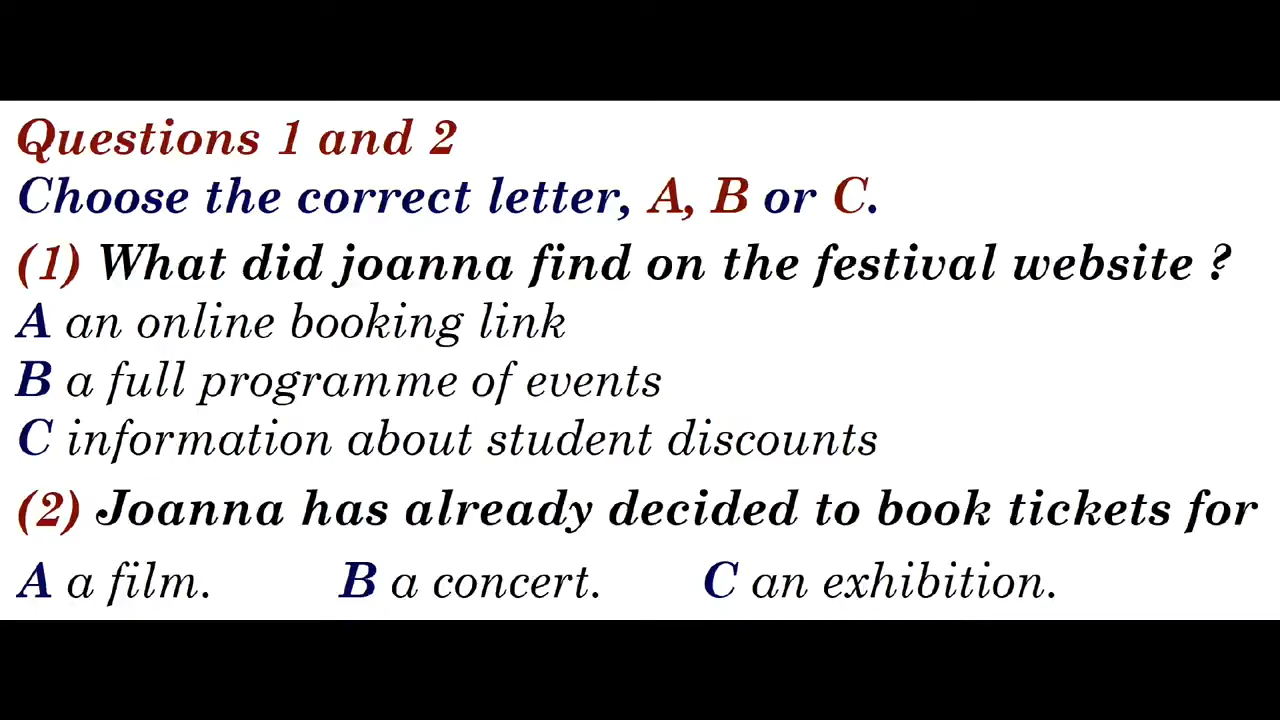 Questions 1 and 2
Choose the correct letter, A, B or C.
(1) What did joanna find on the festival website ?
A an online booking link
B a full programme of events
C information about student discounts
(2) Joanna has already decided to book tickets for
A a film. B a concert. C an exhibition.